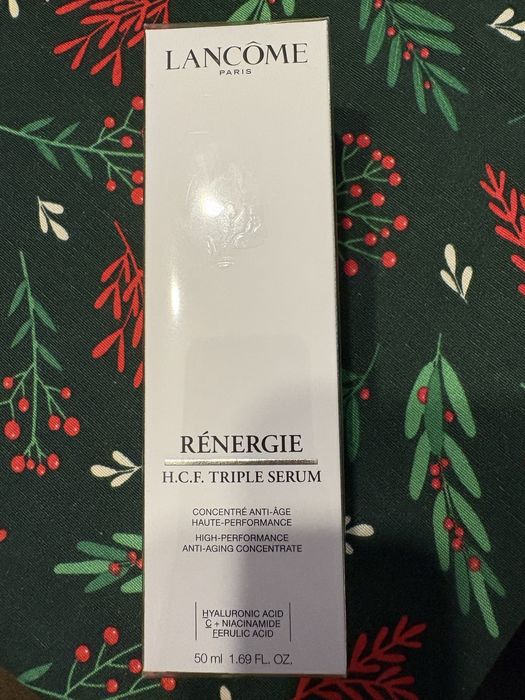 LANCÔME
PARIS
RÉNERGIE
H.C.F. TRIPLE SERUM
CONCENTRÉ ANTI-ÂGE
HAUTE-PERFORMANCE
HIGH-PERFORMANCE
ANTI-AGING CONCENTRATE
HYALURONIC ACID
C + NIACINAMIDE
FERULIC ACID
50 ml 1.69 FL. OZ.